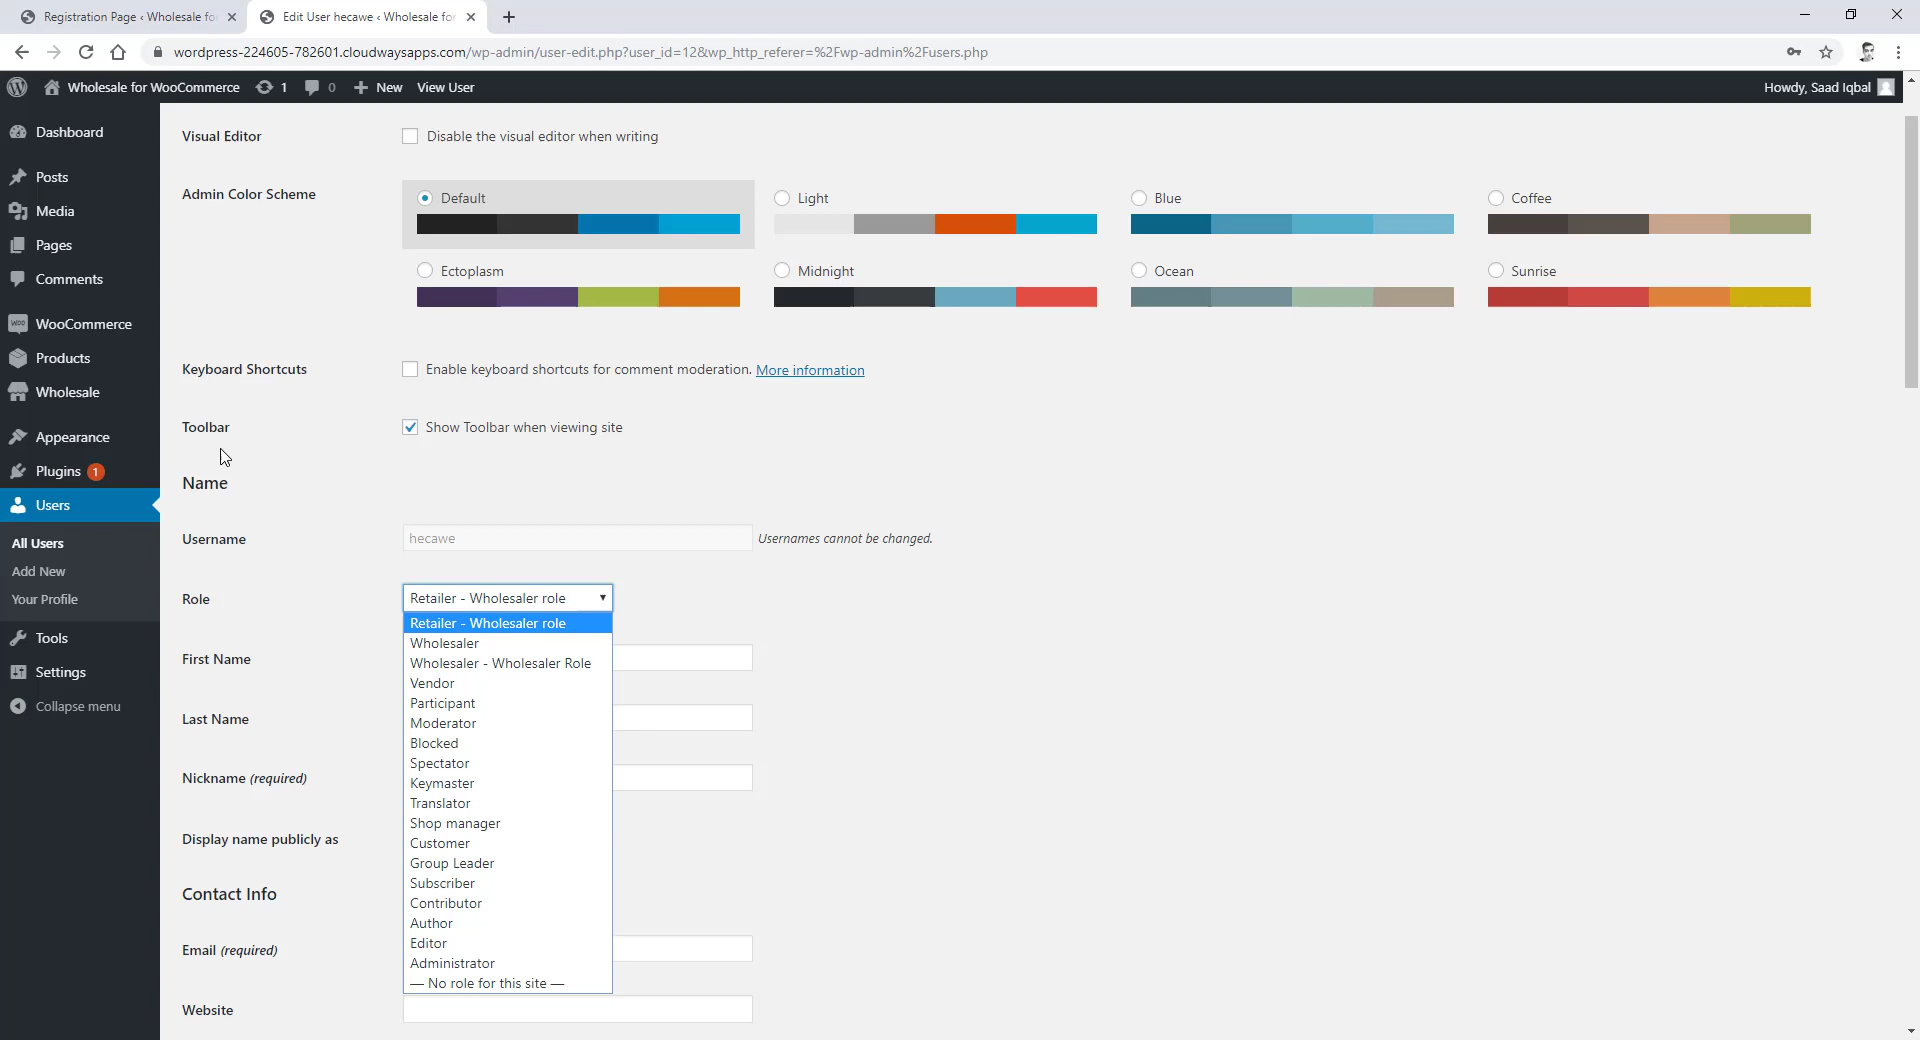 Registration Page ‹ Wholesale fo
Edit User hecawe ‹ Wholesale for
wordpress-224605-782601.cloudwaysapps.com/wp-admin/user-edit.php?user_id=12&wp_http_referer=%2Fwp-admin%2Fusers.php
Wholesale for WooCommerce 1 0 + New View User Howdy, Saad Iqbal
Dashboard
Posts
Media
Pages
Comments
WOO WooCommerce
Products
Wholesale
Appearance
Plugins 1
Users
All Users
Add New
Your Profile
Tools
Settings
Collapse menu
Visual Editor Disable the visual editor when writing
Admin Color Scheme
Default Light Blue Coffee
Ectoplasm Midnight Ocean Sunrise
Keyboard Shortcuts Enable keyboard shortcuts for comment moderation. More information
Toolbar Show Toolbar when viewing site
Name
Username hecawe Usernames cannot be changed.
Role Retailer - Wholesaler role
Retailer - Wholesaler role
Wholesaler
Wholesaler - Wholesaler Role
Vendor
Participant
Moderator
Blocked
Spectator
Keymaster
Translator
Shop manager
Customer
Group Leader
Subscriber
Contributor
Author
Editor
Administrator
— No role for this site —
First Name
Last Name
Nickname (required)
Display name publicly as
Contact Info
Email (required)
Website